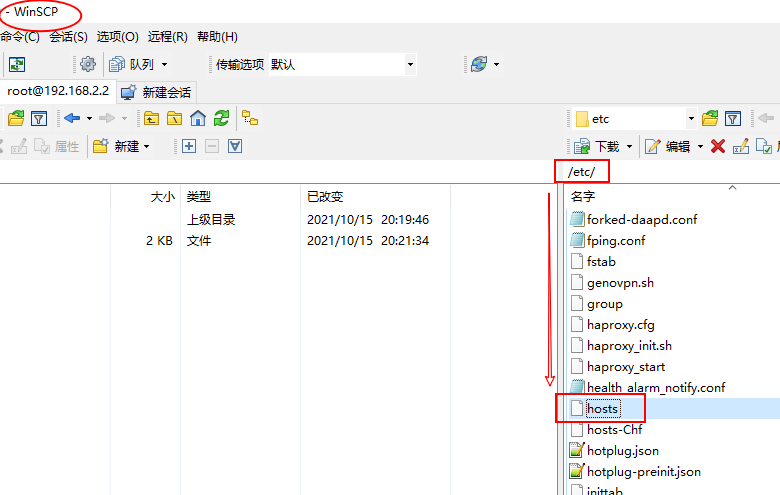 - WinSCP
命令(C) 会话(S) 选项(O) 远程(R) 帮助(H)
队列 传输选项 默认
root@192.168.2.2 新建会话
etc
属性 新建 下载 编辑
/etc/
大小 类型 已改变 名字
上级目录 2021/10/15 20:19:46
2 KB 文件 2021/10/15 20:21:34
forked-daapd.conf
fping.conf
fstab
genovpn.sh
group
haproxy.cfg
haproxy_init.sh
haproxy_start
health_alarm_notify.conf
hosts
hosts-Chf
hotplug.json
hotplug-preinit.json
inittab